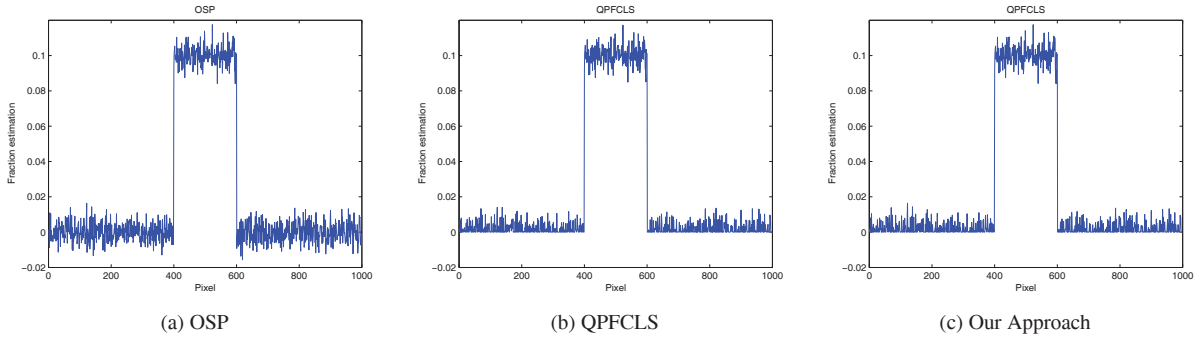 OSP
Fraction estimation
0.1
0.08
0.06
0.04
0.02
0
−0.02
0 200 400 600 800 1000
Pixel
(a) OSP
QPFCLS
Fraction estimation
0.1
0.08
0.06
0.04
0.02
0
−0.02
0 200 400 600 800 1000
Pixel
(b) QPFCLS
QPFCLS
Fraction estimation
0.1
0.08
0.06
0.04
0.02
0
−0.02
0 200 400 600 800 1000
Pixel
(c) Our Approach